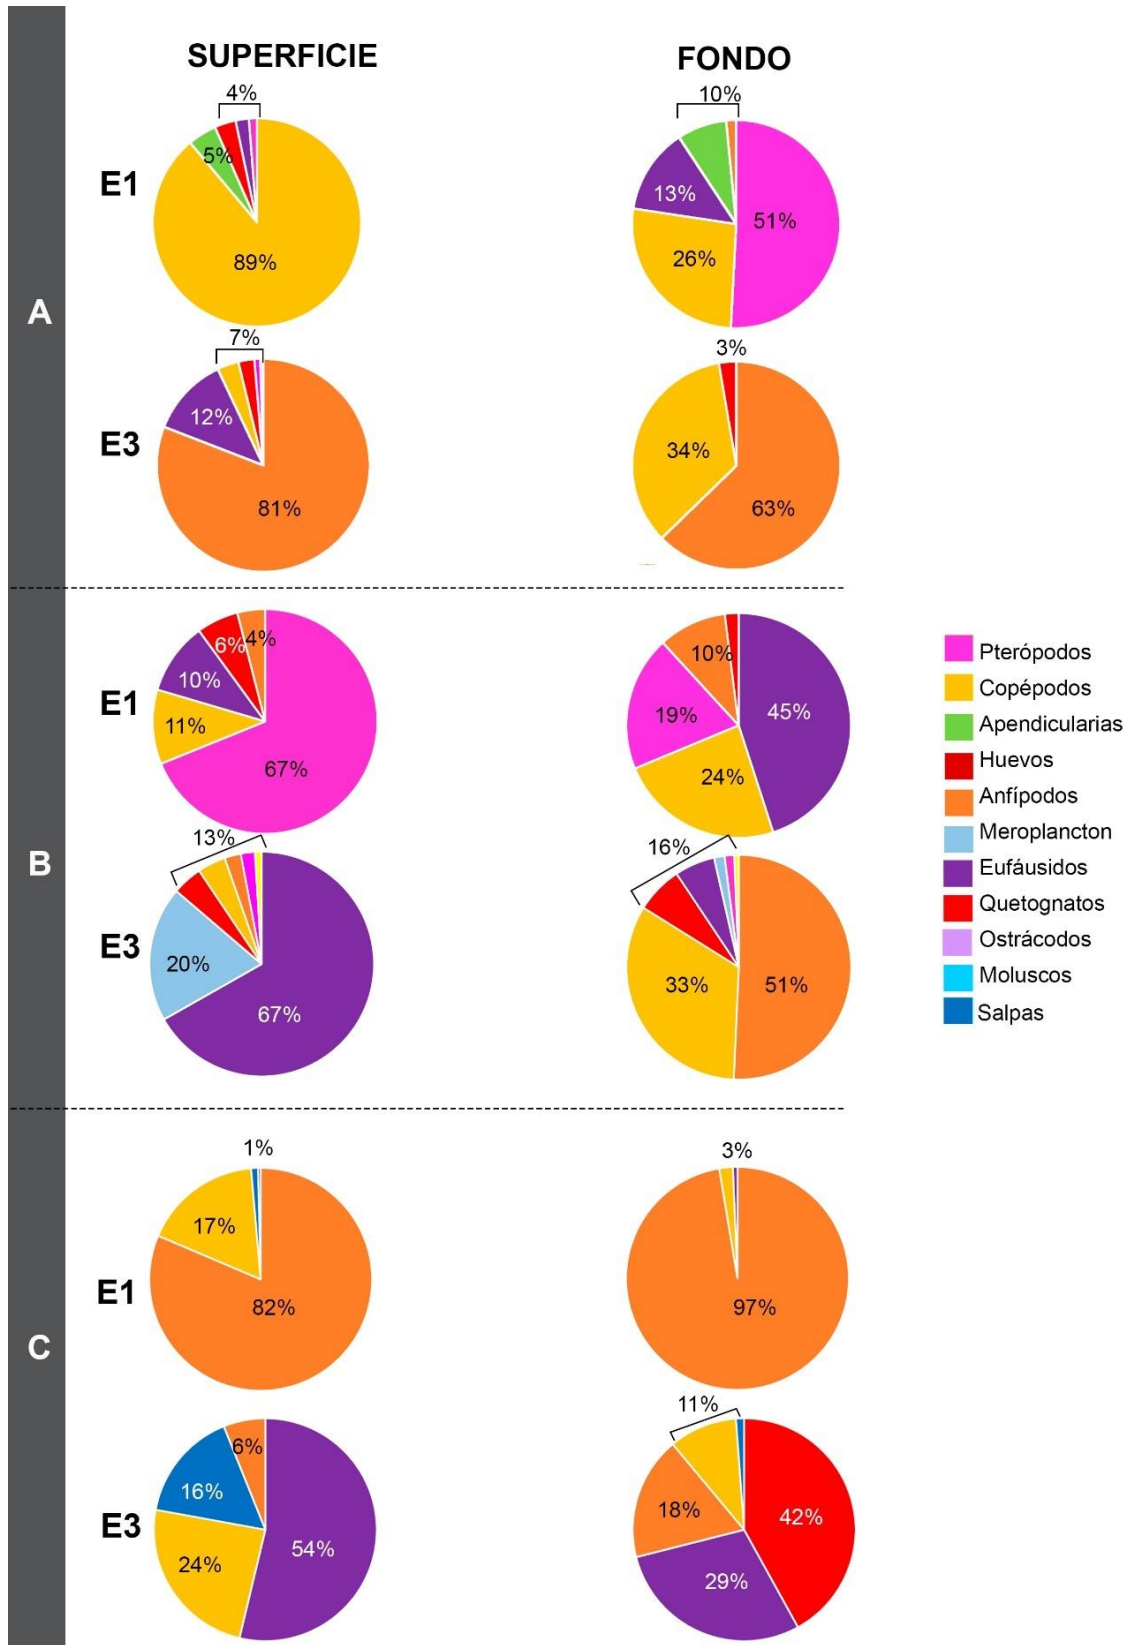 SUPERFICIE
FONDO
A
E1
4%
5%
89%
10%
13%
51%
26%
E3
7%
12%
81%
3%
34%
63%
B
E1
4%
6%
10%
11%
67%
10%
19%
45%
24%
E3
13%
20%
67%
16%
33%
51%
Pterópodos
Copépodos
Apendicularias
Huevos
Anfípodos
Meroplancton
Eufáusidos
Quetognatos
Ostrácodos
Moluscos
Salpas
C
E1
1%
17%
82%
3%
97%
E3
6%
16%
24%
54%
11%
18%
42%
29%